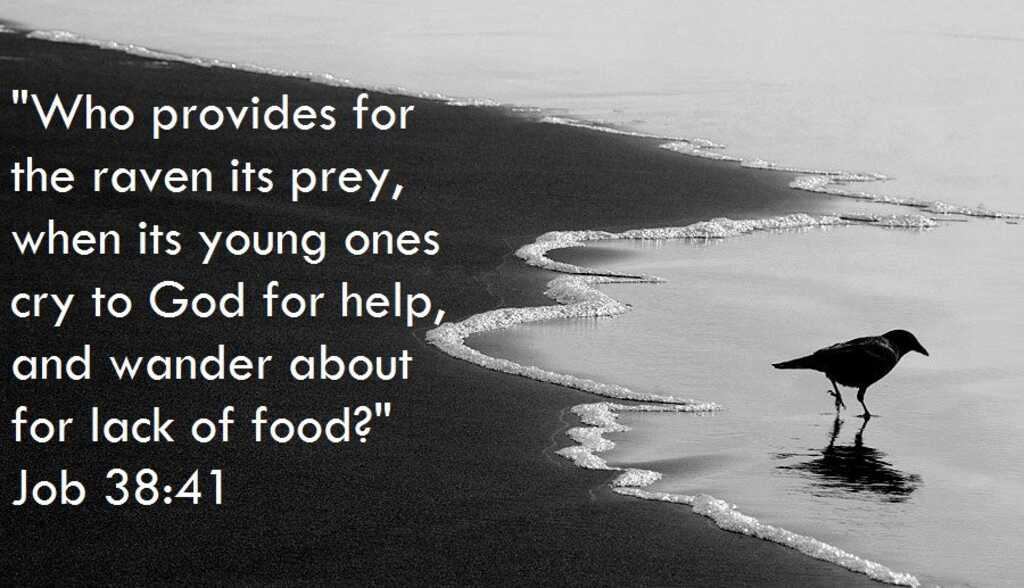 "Who provides for
the raven its prey,
when its young ones
cry to God for help,
and wander about
for lack of food?"
Job 38:41